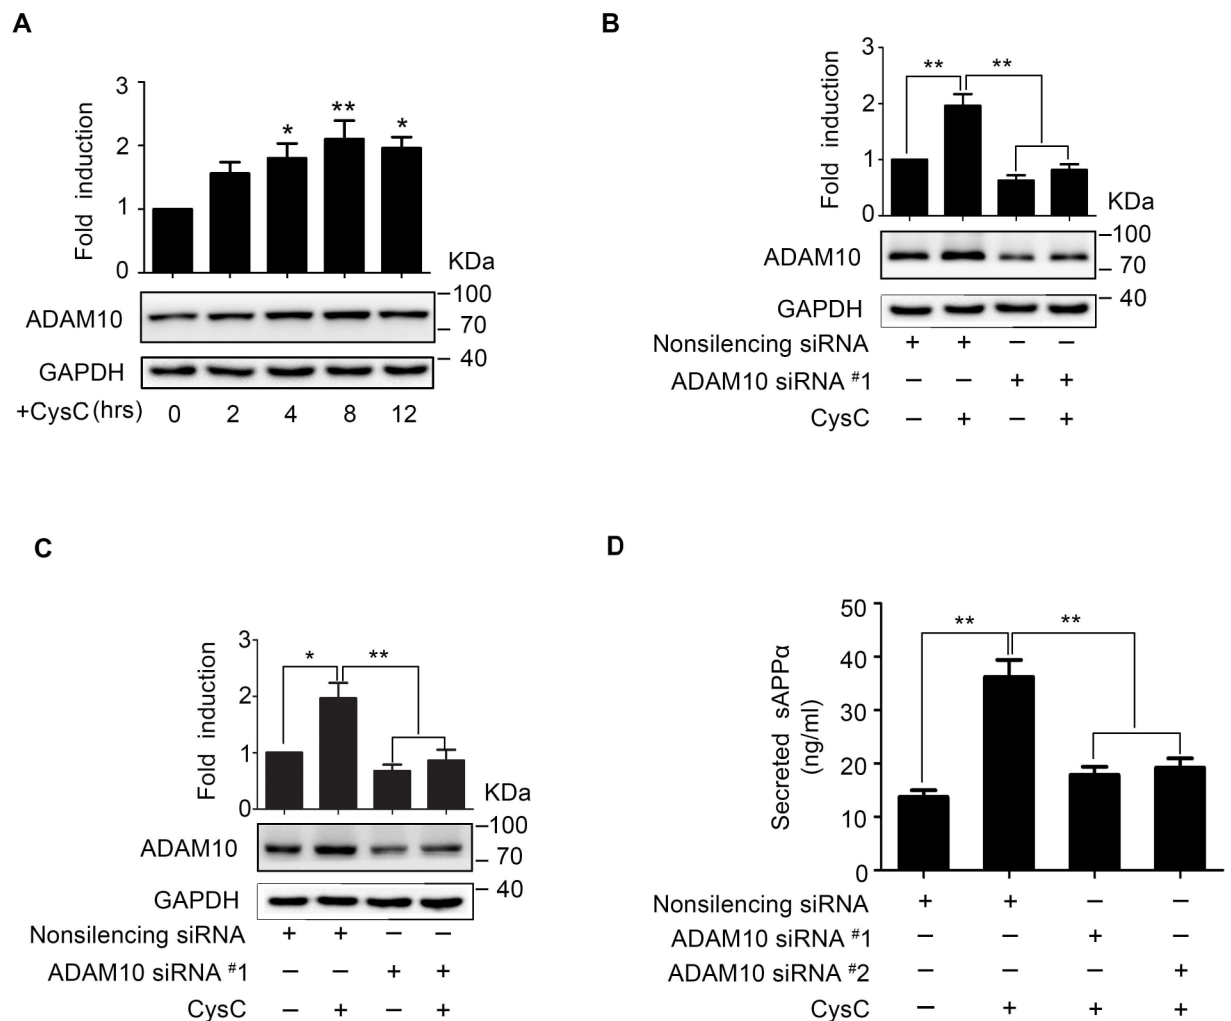 A
3
2
1
0
Fold induction
*
**
*
KDa
100
70
40
ADAM10
GAPDH
+CysC (hrs) 0 2 4 8 12
B
3
2
1
0
Fold induction
** **
KDa
100
70
40
ADAM10
GAPDH
Nonsilencing siRNA + + – –
ADAM10 siRNA #1 – – + +
CysC – + – +
C
3
2
1
0
Fold induction
* **
KDa
100
70
40
ADAM10
GAPDH
Nonsilencing siRNA + + – –
ADAM10 siRNA #1 – – + +
CysC – + – +
D
50
40
30
20
10
0
Secreted sAPPα
(ng/ml)
** **
Nonsilencing siRNA + + – –
ADAM10 siRNA #1 – – + –
ADAM10 siRNA #2 – – – +
CysC – + + +